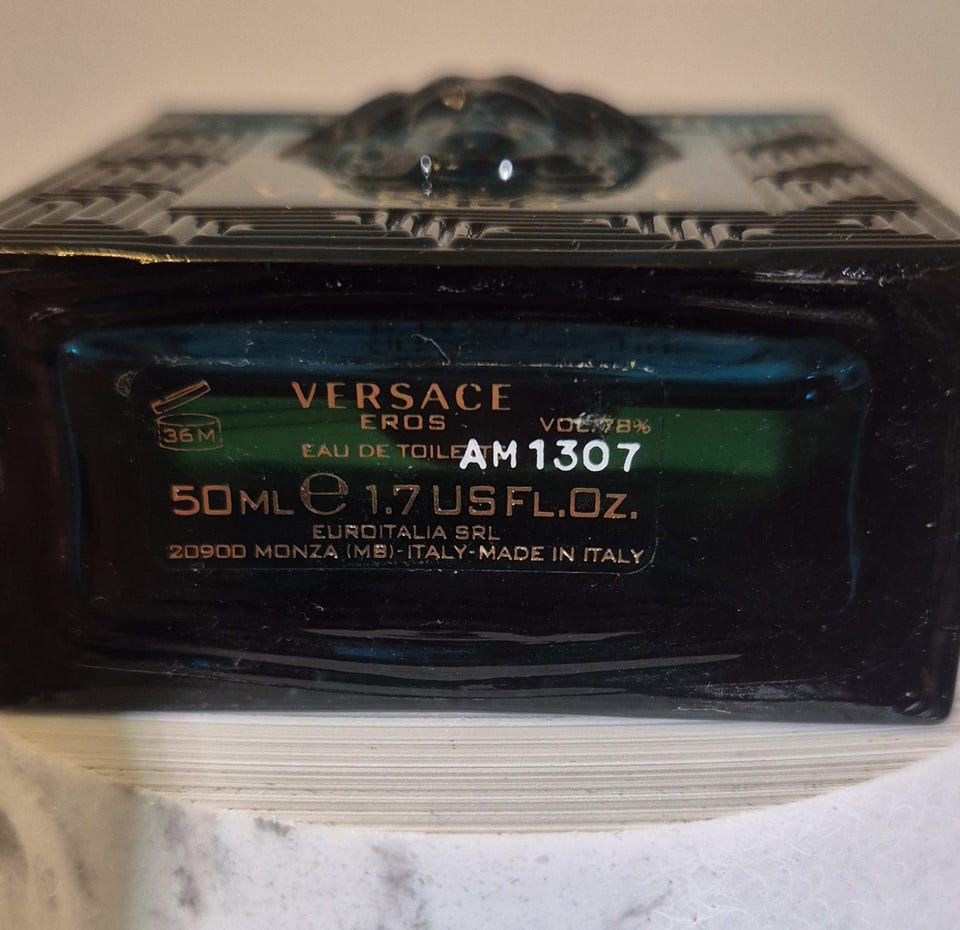 VERSACE
EROS
VOL.78%
36M
EAU DE TOILETT
AM1307
50ML e 1.7 US FL.OZ.
EUROITALIA SRL
20900 MONZA (MB)-ITALY-MADE IN ITALY